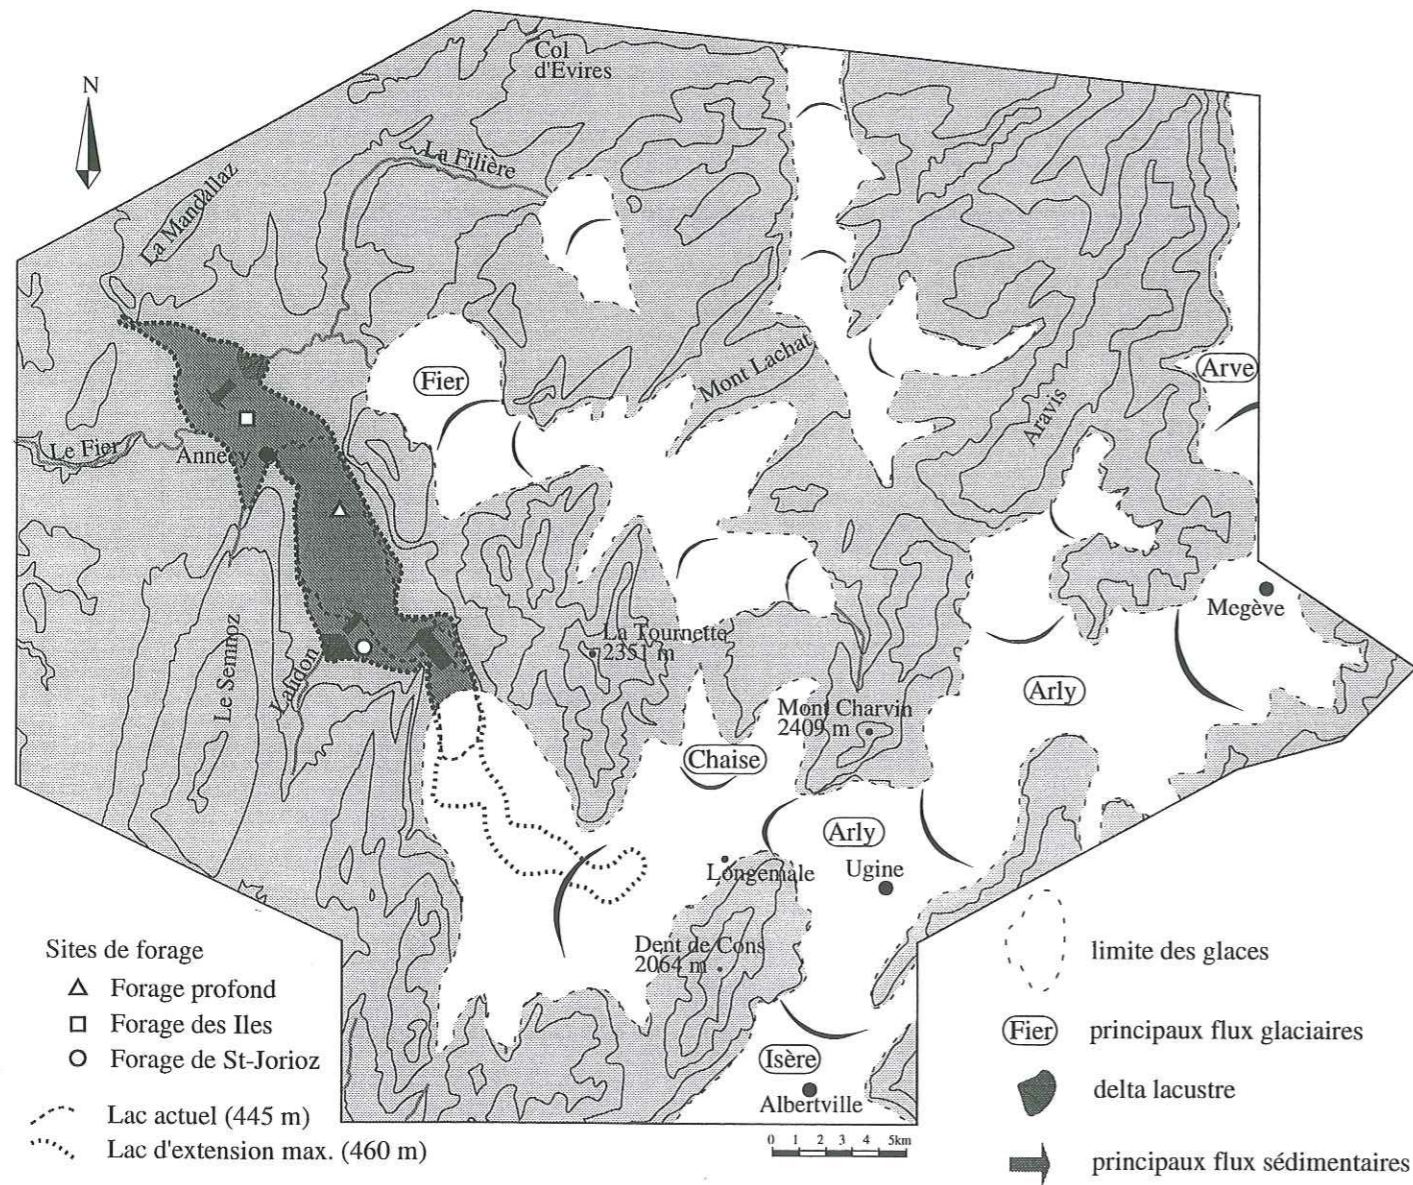 Col
d'Evires
N
La Filière
La Mandallaz
Mont Lachat
Fier
Arve
Aravis
Le Fier
Annecy
Megève
La Tournette
2351 m
Le Semnoz
Laudon
Arly
Mont Charvin
2409 m
Chaise
Arly
Longemale
Ugine
Dent de Cons
2064 m
Isère
Albertville
0 1 2 3 4 5km
Sites de forage
Forage profond
Forage des Iles
Forage de St-Jorioz
Lac actuel (445 m)
Lac d'extension max. (460 m)
limite des glaces
Fier
principaux flux glaciaires
delta lacustre
principaux flux sédimentaires